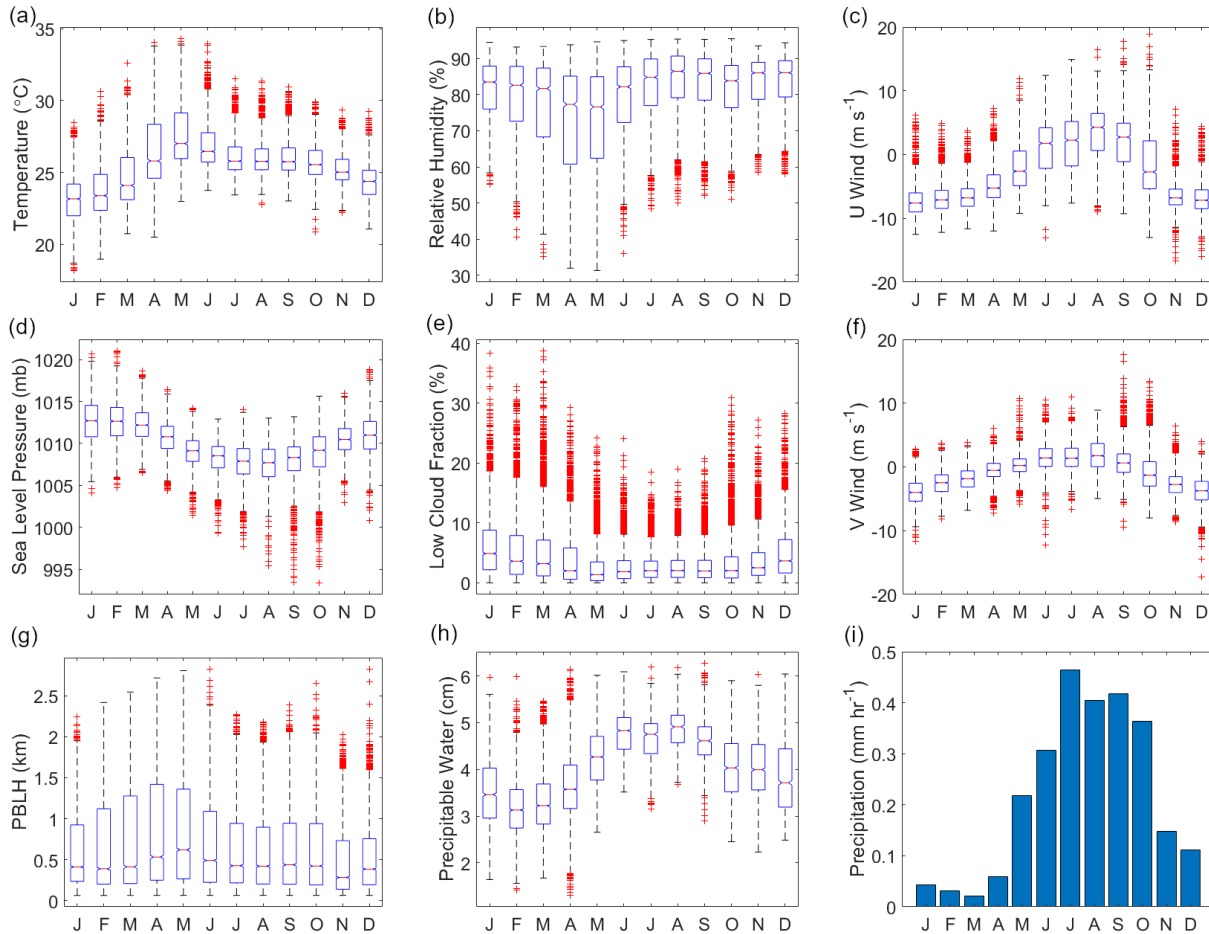 (a)
Temperature (°C)
35
30
25
20
J F M A M J J A S O N D
(b)
Relative Humidity (%)
90
80
70
60
50
40
30
J F M A M J J A S O N D
(c)
U Wind (m s-1)
20
10
0
-10
-20
J F M A M J J A S O N D
(d)
Sea Level Pressure (mb)
1020
1015
1010
1005
1000
995
J F M A M J J A S O N D
(e)
Low Cloud Fraction (%)
40
30
20
10
0
J F M A M J J A S O N D
(f)
V Wind (m s-1)
20
10
0
-10
-20
J F M A M J J A S O N D
(g)
PBLH (km)
2.5
2
1.5
1
0.5
0
J F M A M J J A S O N D
(h)
Precipitable Water (cm)
6
5
4
3
2
J F M A M J J A S O N D
(i)
Precipitation (mm hr-1)
0.5
0.4
0.3
0.2
0.1
0
J F M A M J J A S O N D